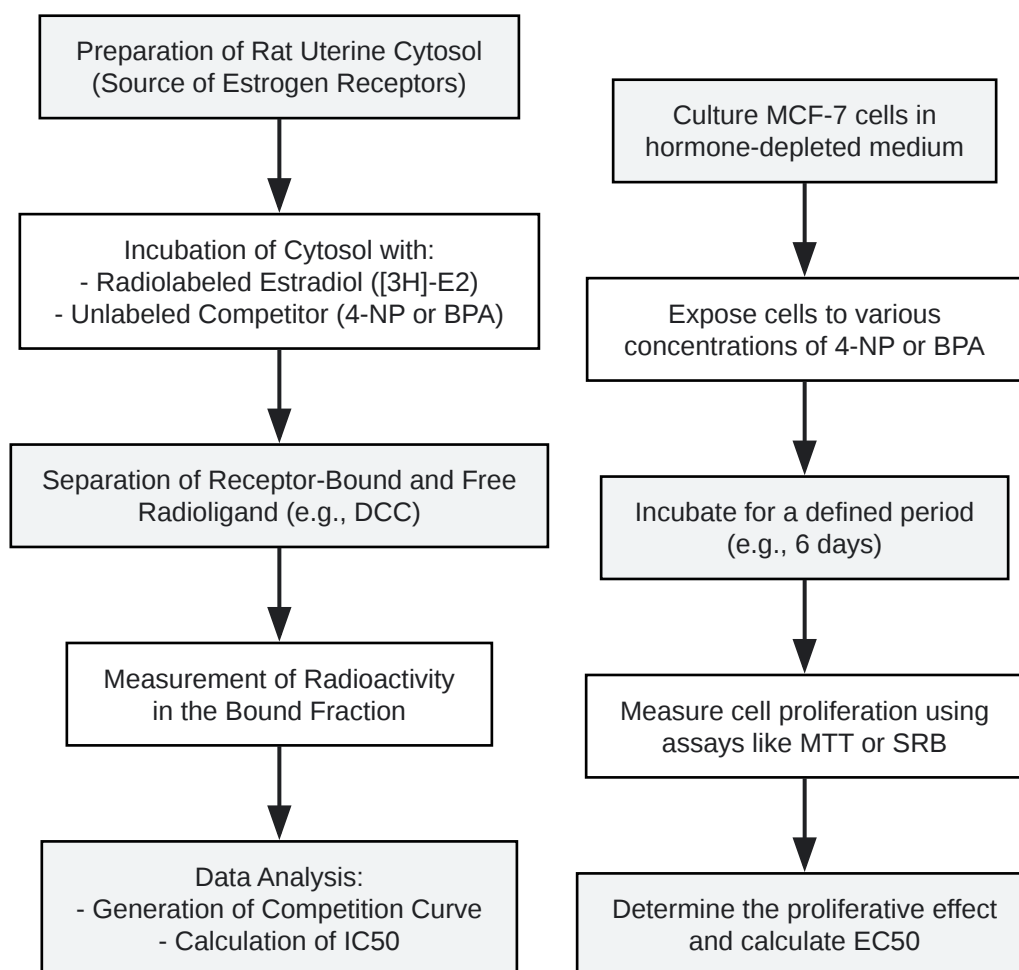 Preparation of Rat Uterine Cytosol
(Source of Estrogen Receptors)
Incubation of Cytosol with:
- Radiolabeled Estradiol ([3H]-E2)
- Unlabeled Competitor (4-NP or BPA)
Separation of Receptor-Bound and Free
Radioligand (e.g., DCC)
Measurement of Radioactivity
in the Bound Fraction
Data Analysis:
- Generation of Competition Curve
- Calculation of IC50
Culture MCF-7 cells in
hormone-depleted medium
Expose cells to various
concentrations of 4-NP or BPA
Incubate for a defined period
(e.g., 6 days)
Measure cell proliferation using
assays like MTT or SRB
Determine the proliferative effect
and calculate EC50